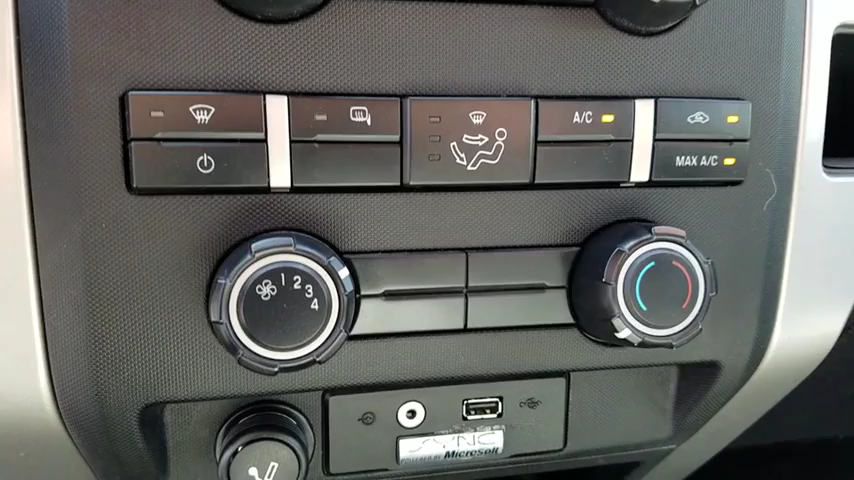 A/C
MAX A/C
1 2 3 4
SYNC
POWERED BY Microsoft